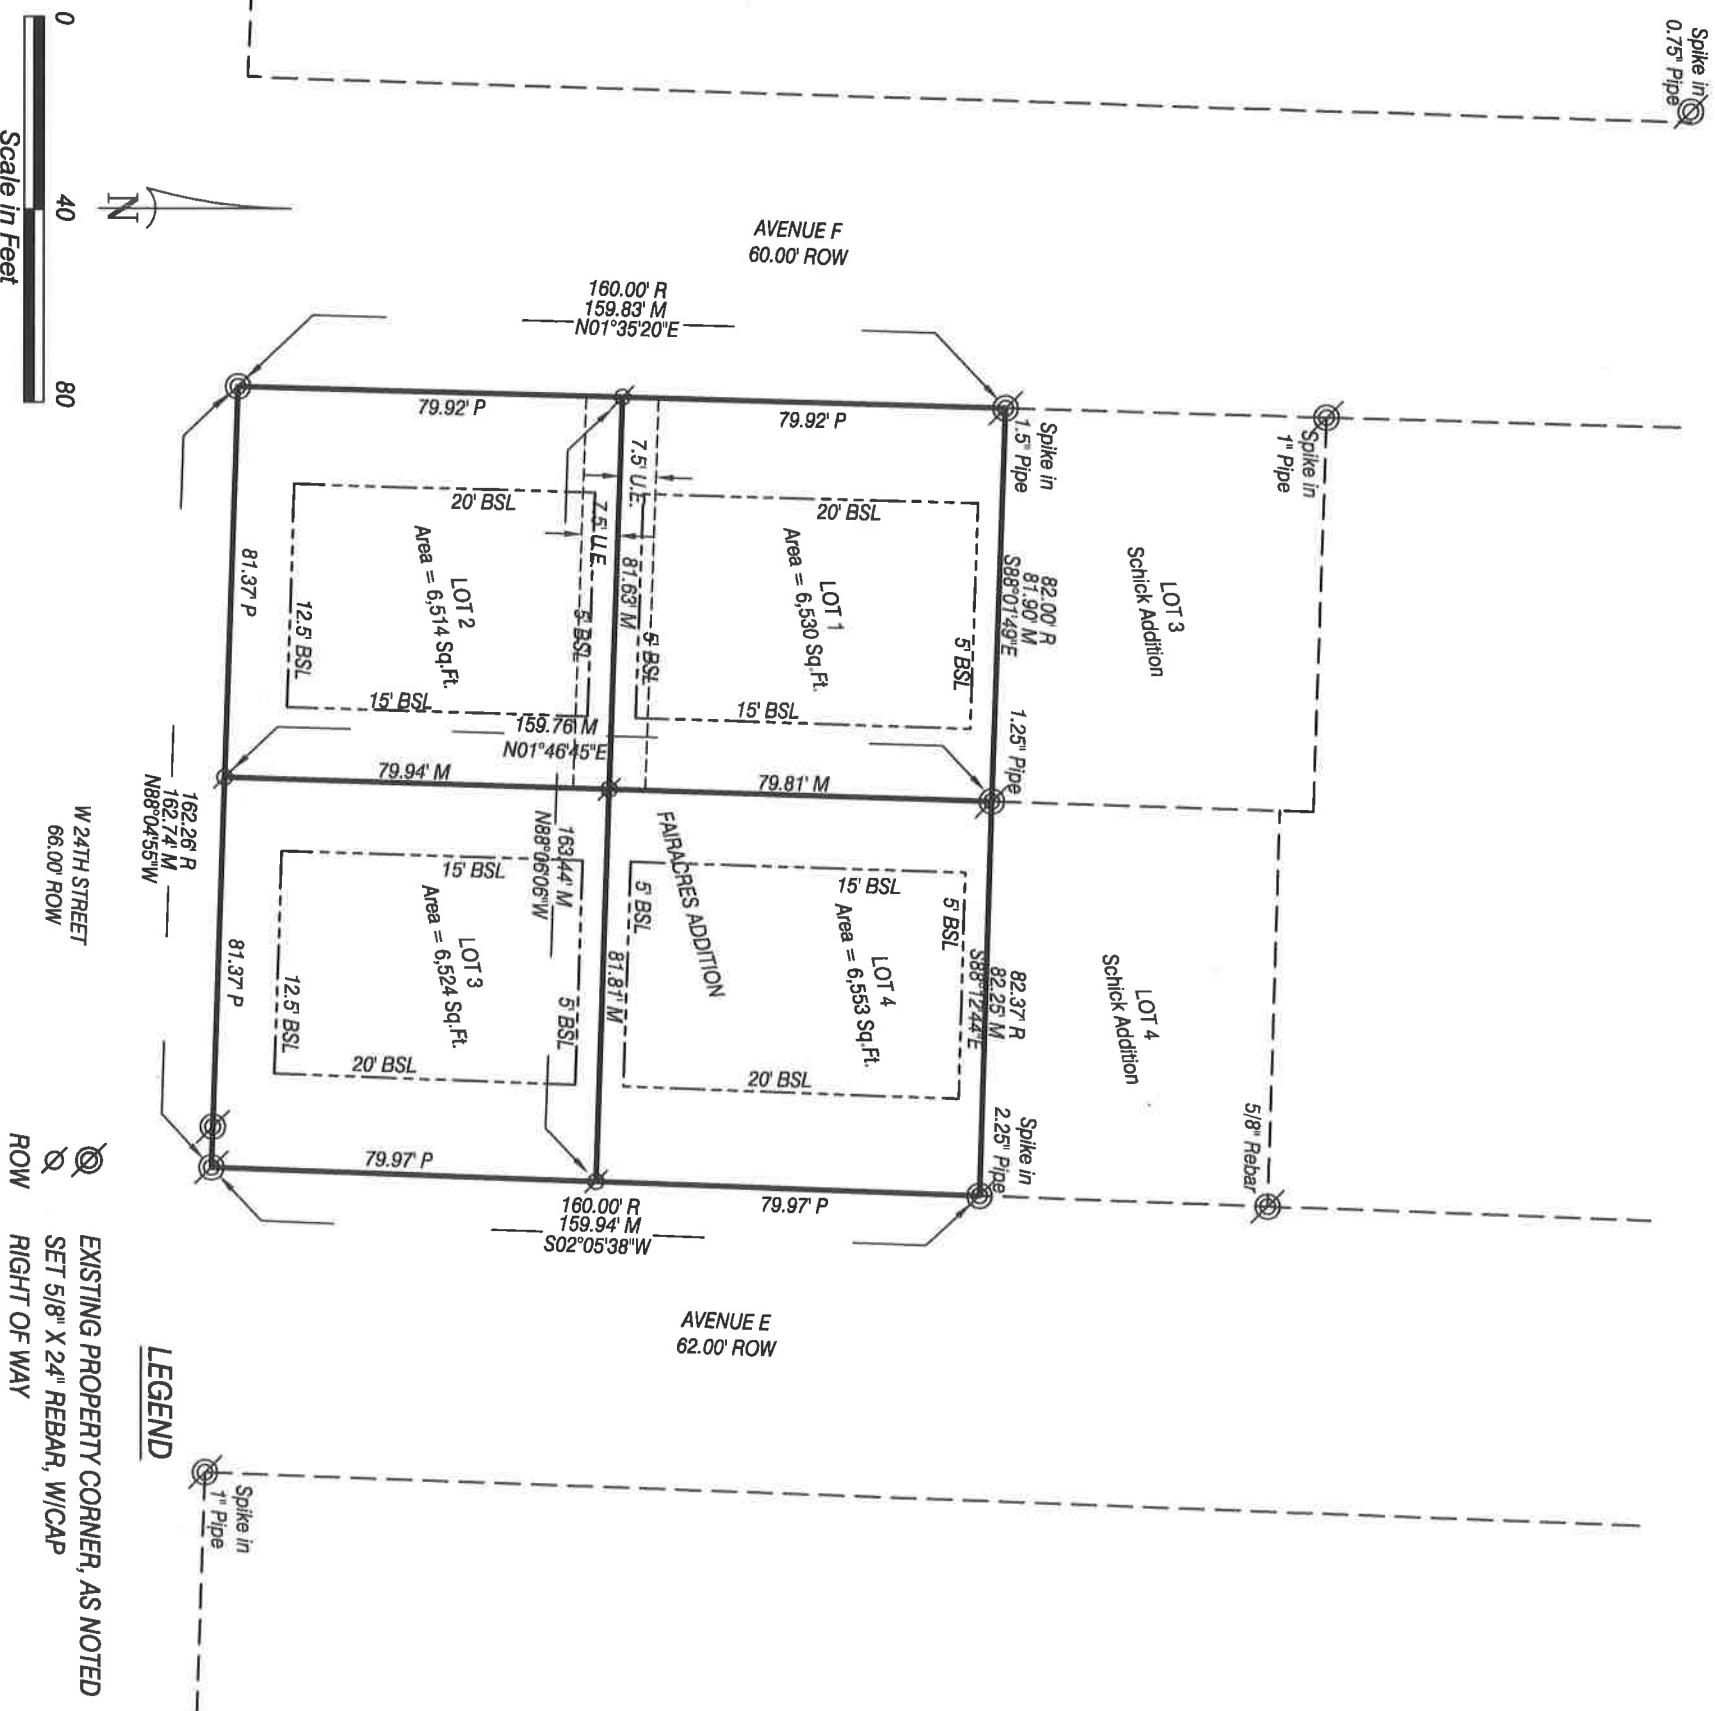 Spike in
0.75" Pipe
AVENUE F
60.00' ROW
160.00' R
159.83' M
N01°35'20"E
79.92' P
79.92' P
Spike in
1.5" Pipe
Spike in
1" Pipe
LOT 3
Schick Addition
82.00' R
81.90' M
S88°01'49"E
7.5' U.E.
7.5' U.E.
20' BSL
20' BSL
LOT 1
Area = 6,530 Sq.Ft.
LOT 2
Area = 6,514 Sq.Ft.
81.63' M
5' BSL
5' BSL
5' BSL
12.5' BSL
81.37' P
15' BSL
15' BSL
1.25" Pipe
159.76' M
N01°46'45"E
79.94' M
79.81' M
FAIRACRES ADDITION
163.44' M
N88°06'06"W
15' BSL
15' BSL
5' BSL
5' BSL
5' BSL
LOT 4
Area = 6,553 Sq.Ft.
LOT 3
Area = 6,524 Sq.Ft.
81.81' M
12.5' BSL
81.37' P
20' BSL
20' BSL
82.37' R
82.25' M
S88°12'44"E
LOT 4
Schick Addition
5/8" Rebar
Spike in
2.25" Pipe
79.97' P
79.97' P
160.00' R
159.94' M
S02°05'38"W
162.26' R
162.74' M
N88°04'55"W
W 24TH STREET
66.00' ROW
AVENUE E
62.00' ROW
Spike in
1" Pipe
N
0 40 80
Scale in Feet
LEGEND
EXISTING PROPERTY CORNER, AS NOTED
SET 5/8" X 24" REBAR, W/CAP
ROW RIGHT OF WAY